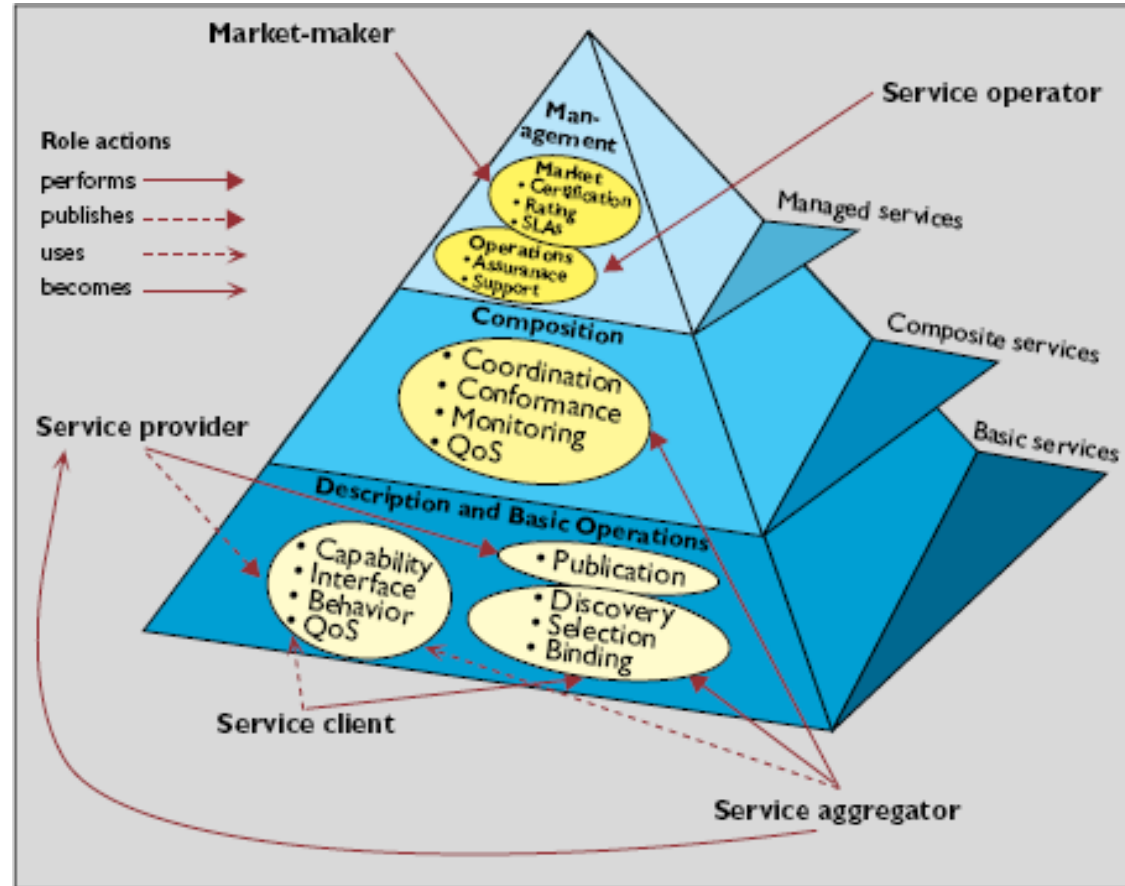 Market-maker
Service operator
Role actions
performs
publishes
uses
becomes
Man-
agement
Market
• Certification
• Rating
• SLAs
Operations
• Assuranace
• Support
Managed services
Composition
• Coordination
• Conformance
• Monitoring
• QoS
Composite services
Service provider
Description and Basic Operations
• Capability
• Interface
• Behavior
• QoS
• Publication
• Discovery
• Selection
• Binding
Basic services
Service client
Service aggregator